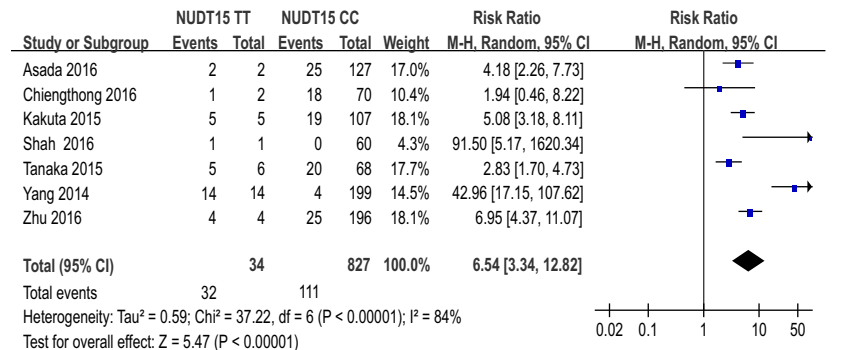 NUDT15 TT NUDT15 CC Risk Ratio Risk Ratio
Study or Subgroup Events Total Events Total Weight M-H, Random, 95% CI M-H, Random, 95% CI
Asada 2016 2 2 25 127 17.0% 4.18 [2.26, 7.73]
Chiengthong 2016 1 2 18 70 10.4% 1.94 [0.46, 8.22]
Kakuta 2015 5 5 19 107 18.1% 5.08 [3.18, 8.11]
Shah 2016 1 1 0 60 4.3% 91.50 [5.17, 1620.34]
Tanaka 2015 5 6 20 68 17.7% 2.83 [1.70, 4.73]
Yang 2014 14 14 4 199 14.5% 42.96 [17.15, 107.62]
Zhu 2016 4 4 25 196 18.1% 6.95 [4.37, 11.07]
Total (95% CI) 34 827 100.0% 6.54 [3.34, 12.82]
Total events 32 111
Heterogeneity: Tau² = 0.59; Chi² = 37.22, df = 6 (P < 0.00001); I² = 84%
Test for overall effect: Z = 5.47 (P < 0.00001)
0.02 0.1 1 10 50